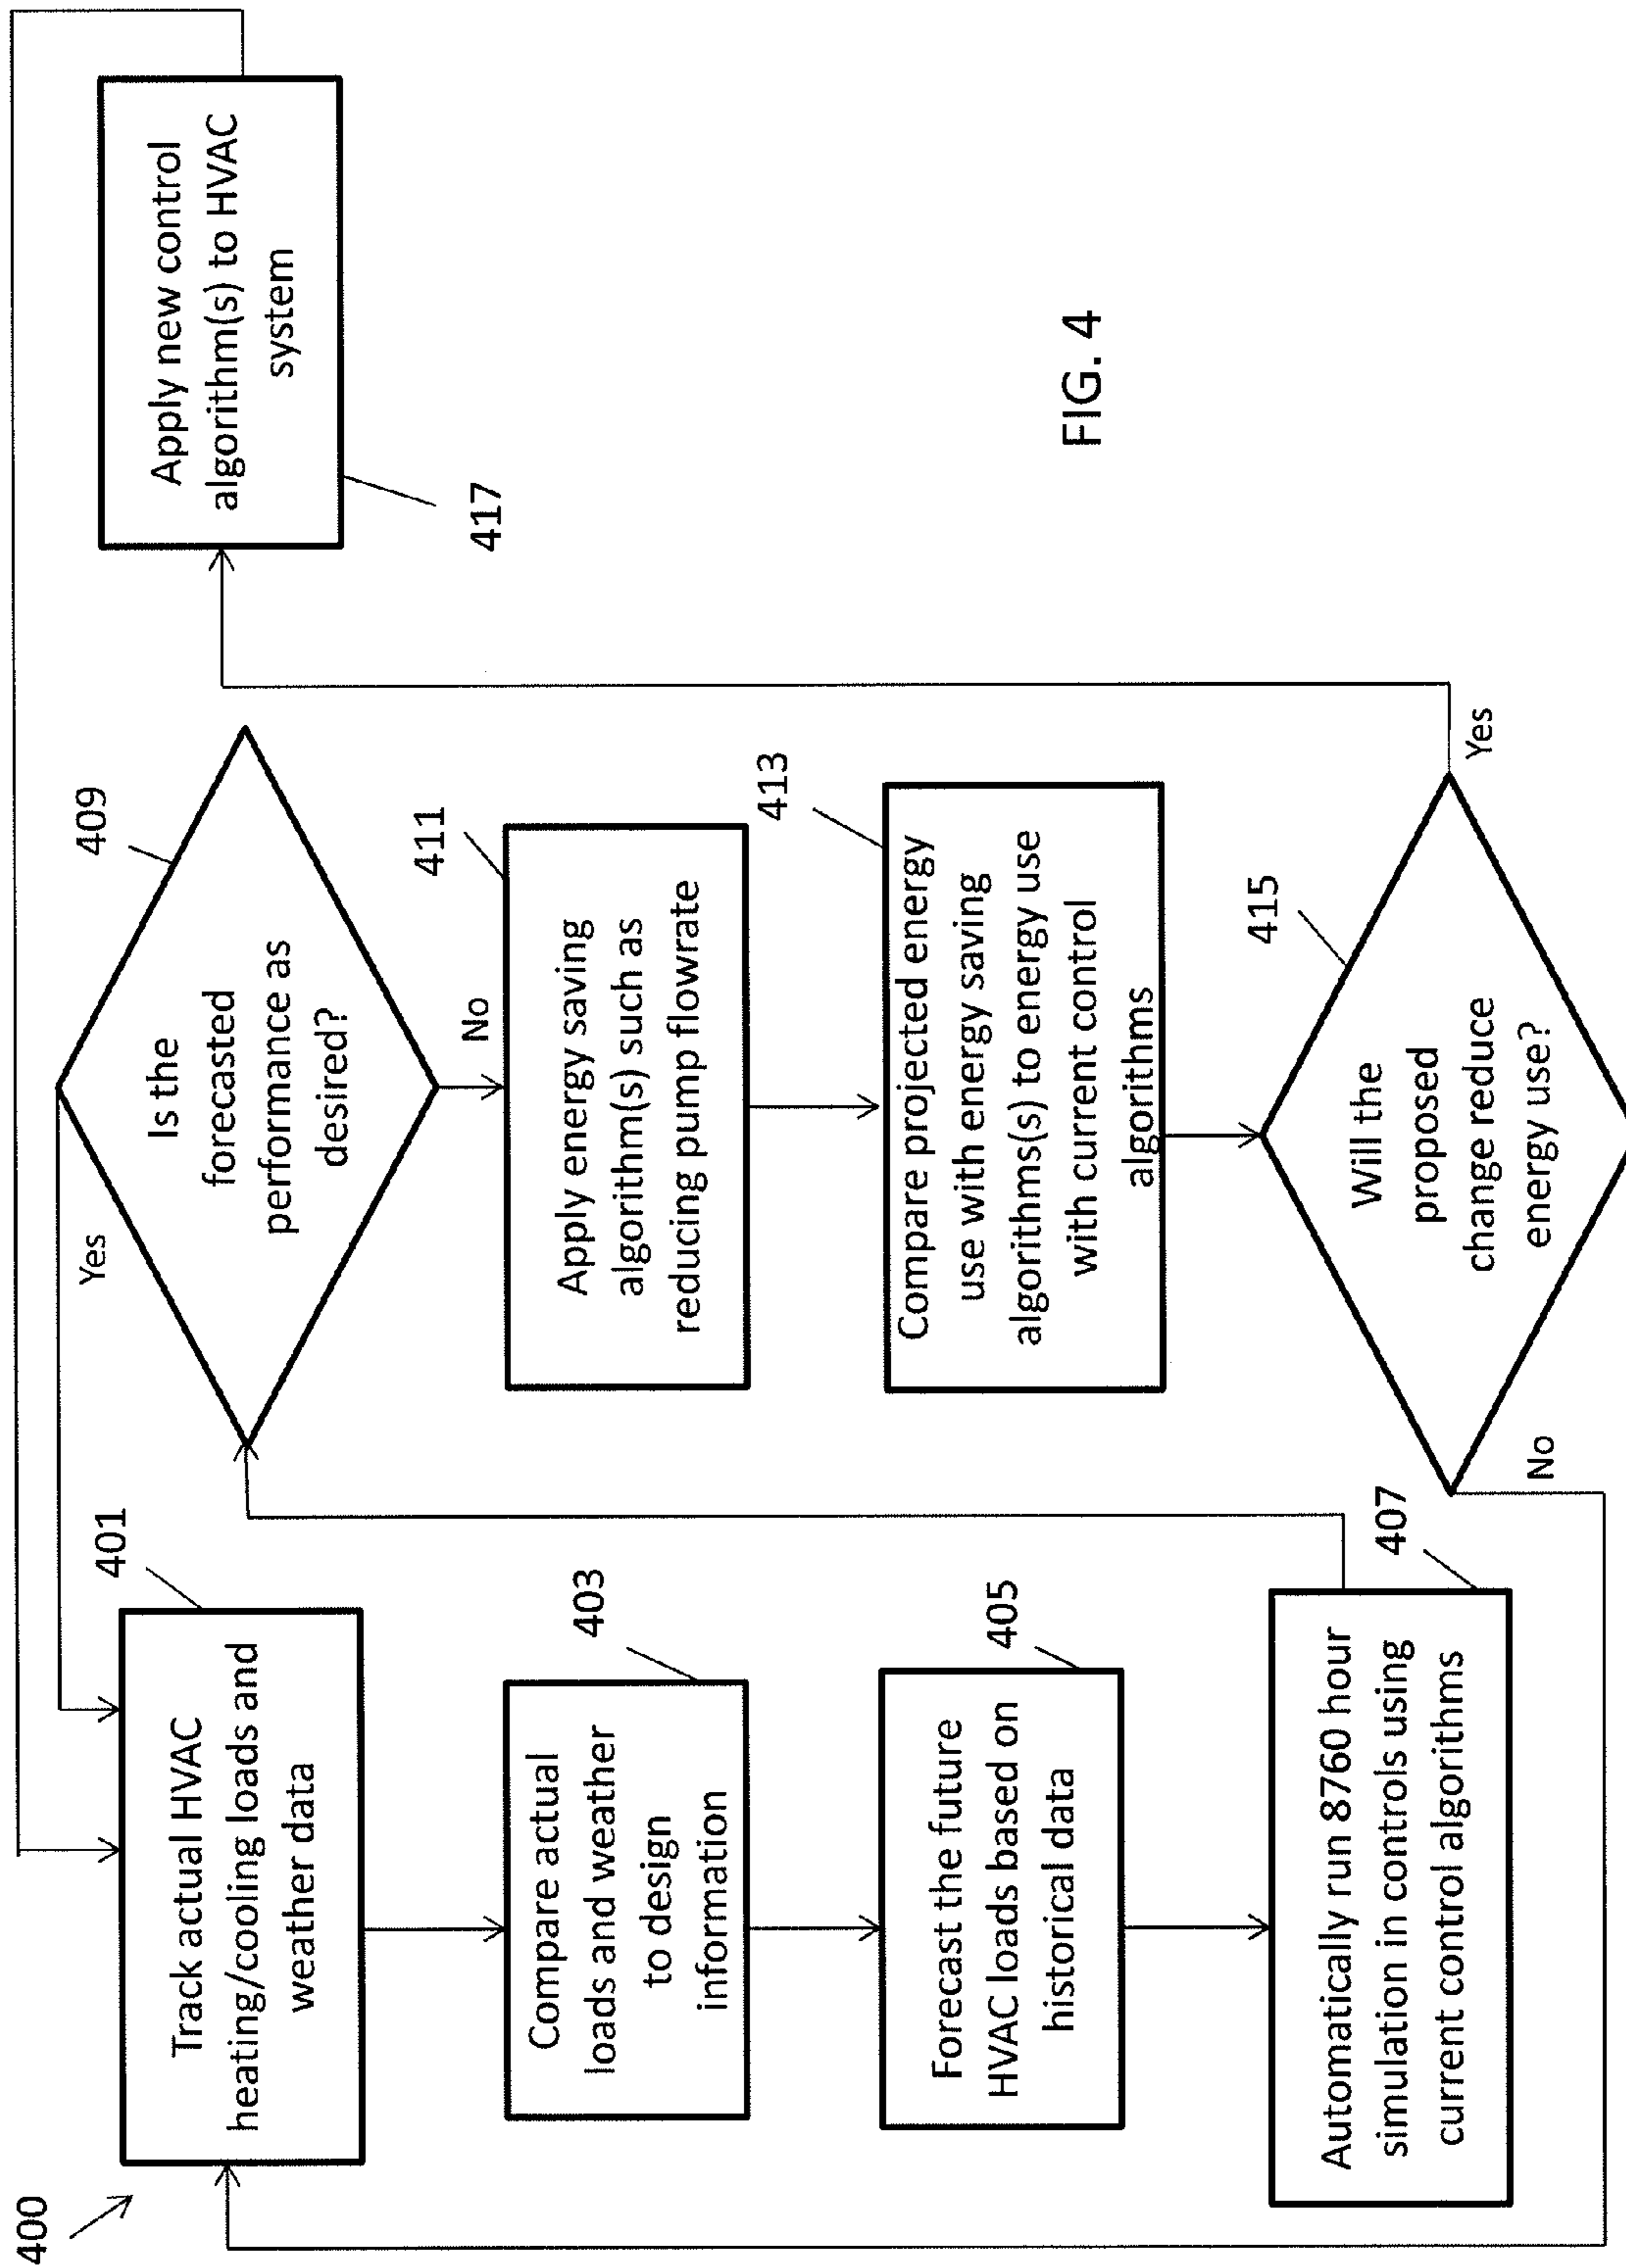 400
401
Track actual HVAC
heating/cooling loads and
weather data
403
Compare actual
loads and weather
to design
information
405
Forecast the future
HVAC loads based on
historical data
407
Automatically run 8760 hour
simulation in controls using
current control algorithms
Yes
409
Is the
forecasted
performance as
desired?
No
411
Apply energy saving
algorithm(s) such as
reducing pump flowrate
413
Compare projected energy
use with energy saving
algorithms(s) to energy use
with current control
algorithms
415
Will the
proposed
change reduce
energy use?
No
Yes
Apply new control
algorithm(s) to HVAC
system
417
FIG. 4